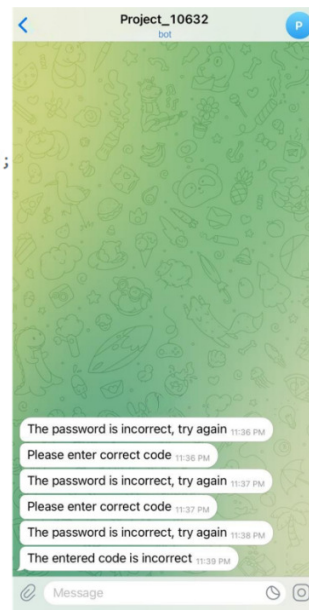 Project_10632
bot
P
;
The password is incorrect, try again 11:36 PM
Please enter correct code 11:36 PM
The password is incorrect, try again 11:37 PM
Please enter correct code 11:37 PM
The password is incorrect, try again 11:38 PM
The entered code is incorrect 11:39 PM
Message